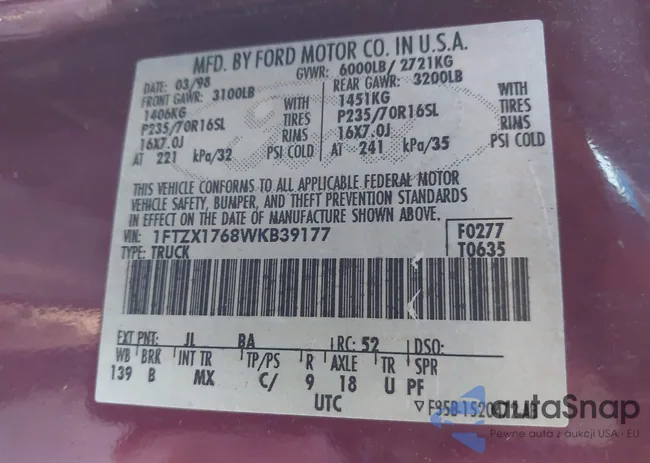 MFD. BY FORD MOTOR CO. IN U.S.A.
DATE: 03/98 GVWR: 6000LB/ 2721KG
FRONT GAWR: 3100LB REAR GAWR: 3200LB
1406KG WITH 1451KG WITH
P235/70R16SL TIRES P235/70R16SL TIRES
16X7.0J RIMS 16X7.0J RIMS
AT 221 kPa/32 PSI COLD AT 241 kPa/35 PSI COLD
THIS VEHICLE CONFORMS TO ALL APPLICABLE FEDERAL MOTOR
VEHICLE SAFETY, BUMPER, AND THEFT PREVENTION STANDARDS
IN EFFECT ON THE DATE OF MANUFACTURE SHOWN ABOVE.
VIN: 1FTZX1768WKB39177 F0277
TYPE: TRUCK T0635
EXT PNT: JL BA RC: 52 DSO:
WB BRK INT TR TP/PS R AXLE TR SPR
139 B MX C/ 9 18 U PF
UTC
autaSnap
Pewne auta z aukcji USA i EU